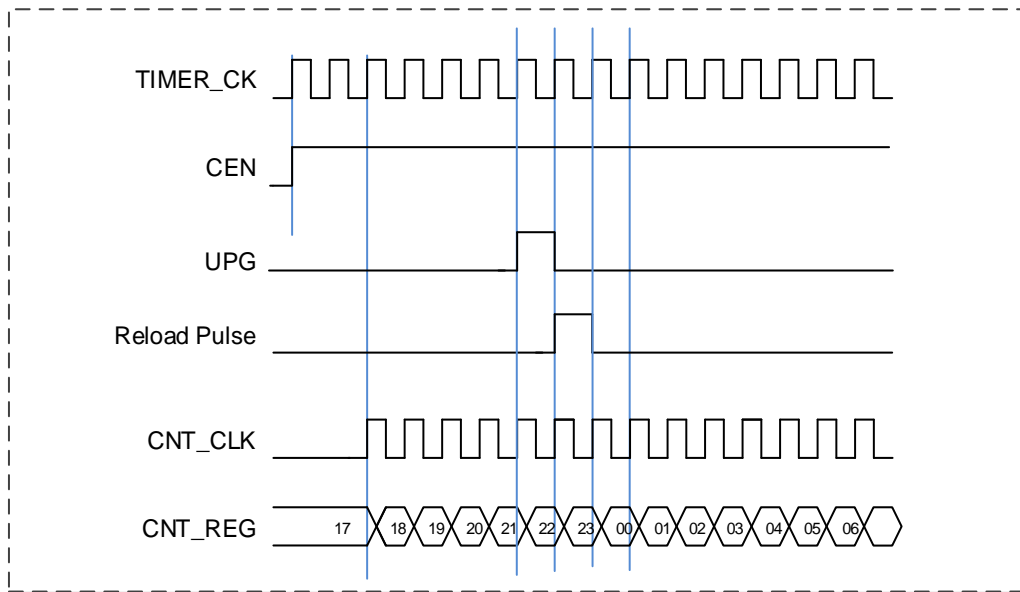 TIMER_CK
CEN
UPG
Reload Pulse
CNT_CLK
CNT_REG 17 18 19 20 21 22 23 00 01 02 03 04 05 06